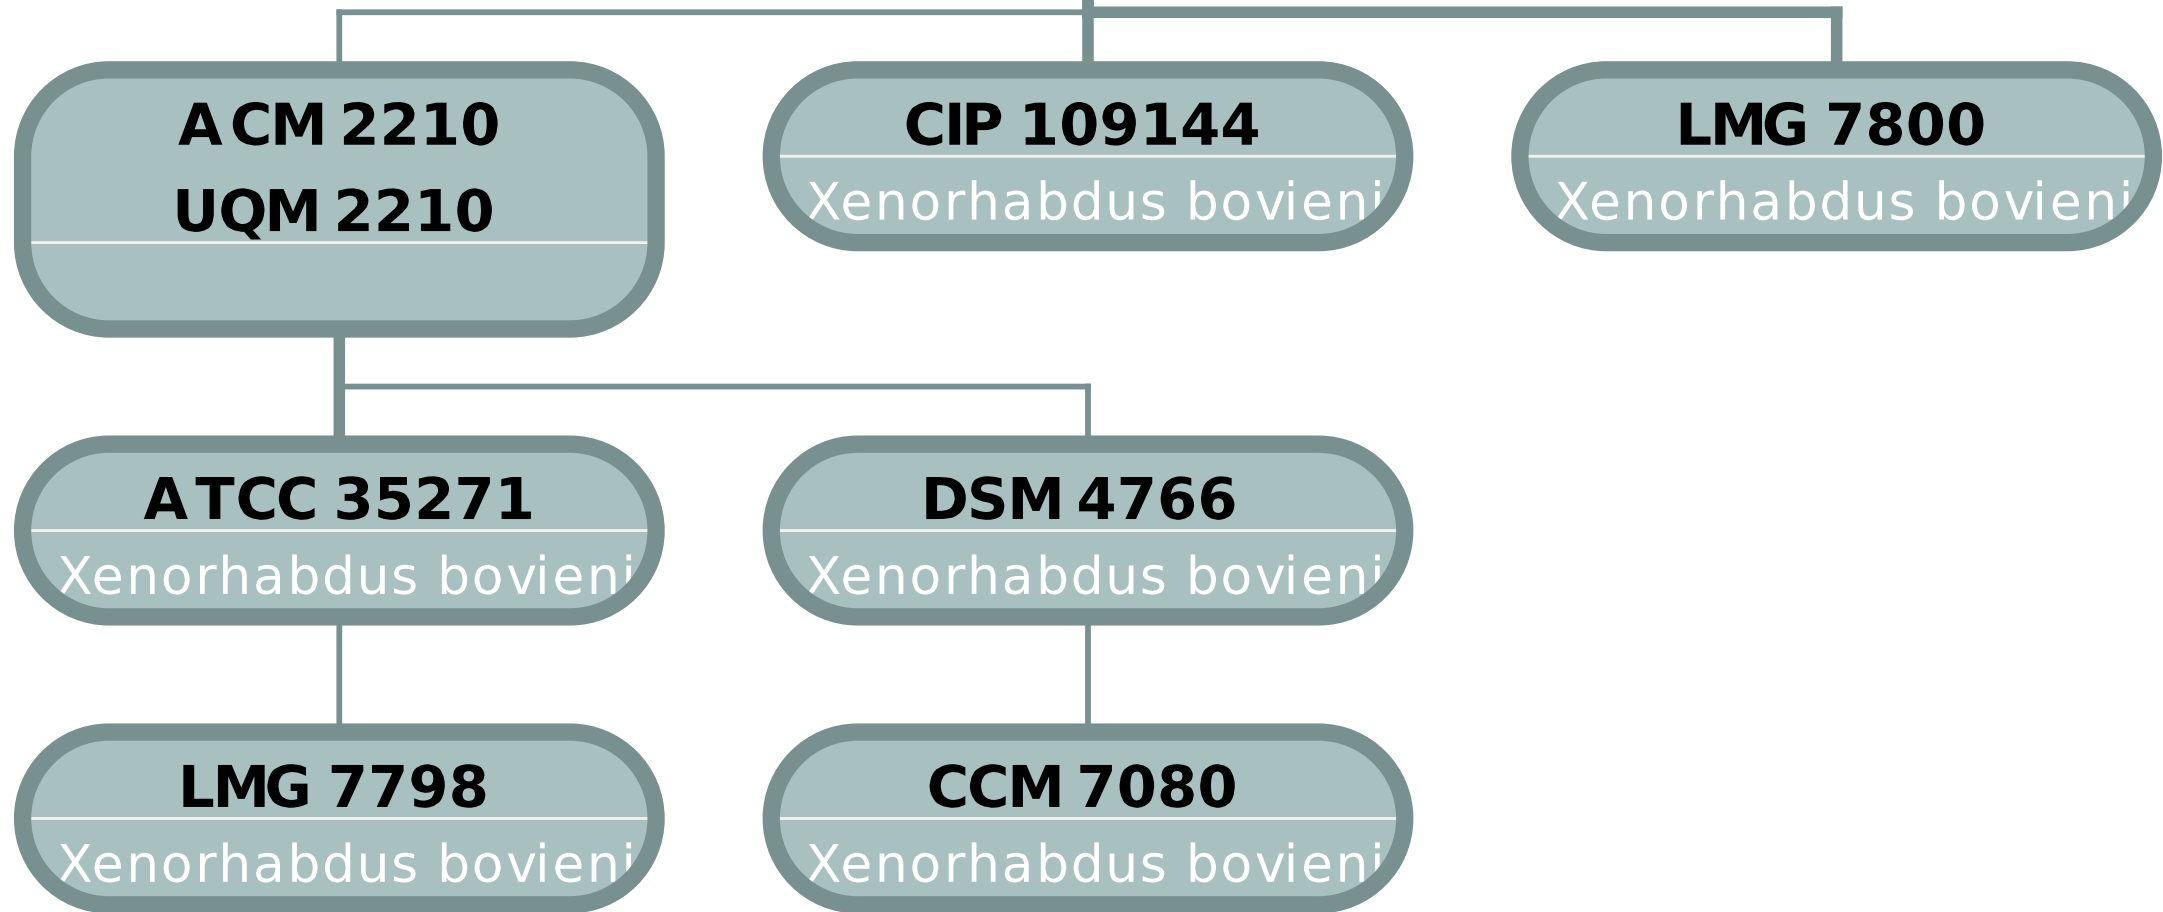 ACM 2210
UQM 2210
CIP 109144
Xenorhabdus bovieni
LMG 7800
Xenorhabdus bovieni
ATCC 35271
Xenorhabdus bovieni
DSM 4766
Xenorhabdus bovieni
LMG 7798
Xenorhabdus bovieni
CCM 7080
Xenorhabdus bovieni